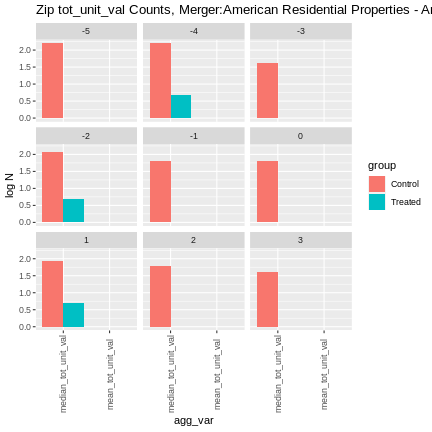 Zip tot_unit_val Counts, Merger:American Residential Properties - 
-5 -4 -3
2.0
1.5
1.0
0.5
0.0
-2 -1 0
2.0
1.5
1.0
0.5
0.0
1 2 3
2.0
1.5
1.0
0.5
0.0
log N
median_tot_unit_val mean_tot_unit_val median_tot_unit_val mean_tot_unit_val median_tot_unit_val mean_tot_unit_val
agg_var
group
Control
Treated